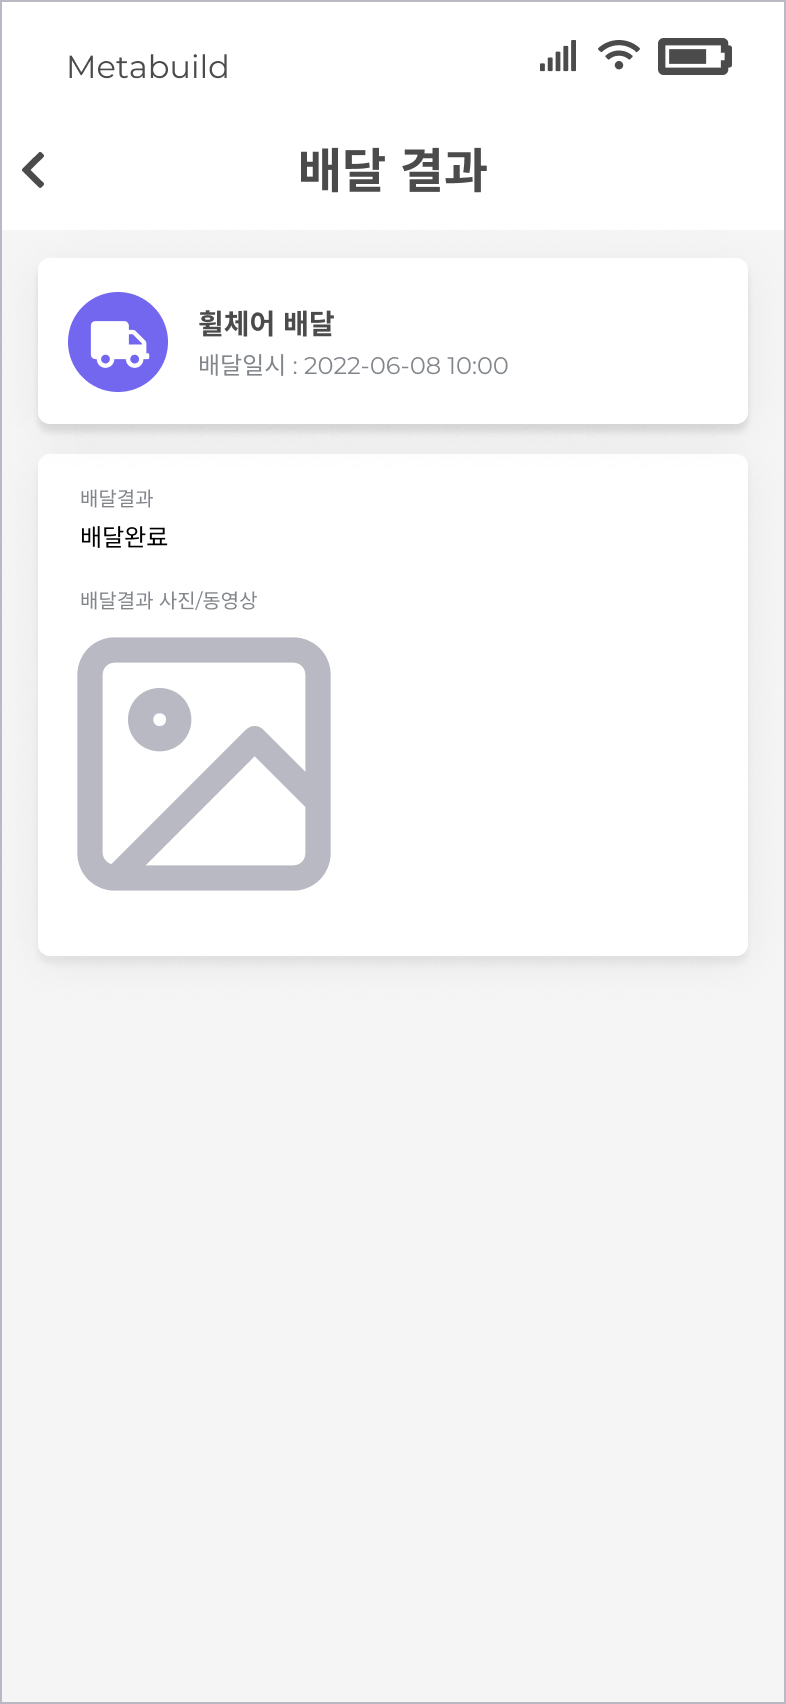 Metabuild
배달 결과
휠체어 배달
배달일시 : 2022-06-08 10:00
배달결과
배달완료
배달결과 사진/동영상